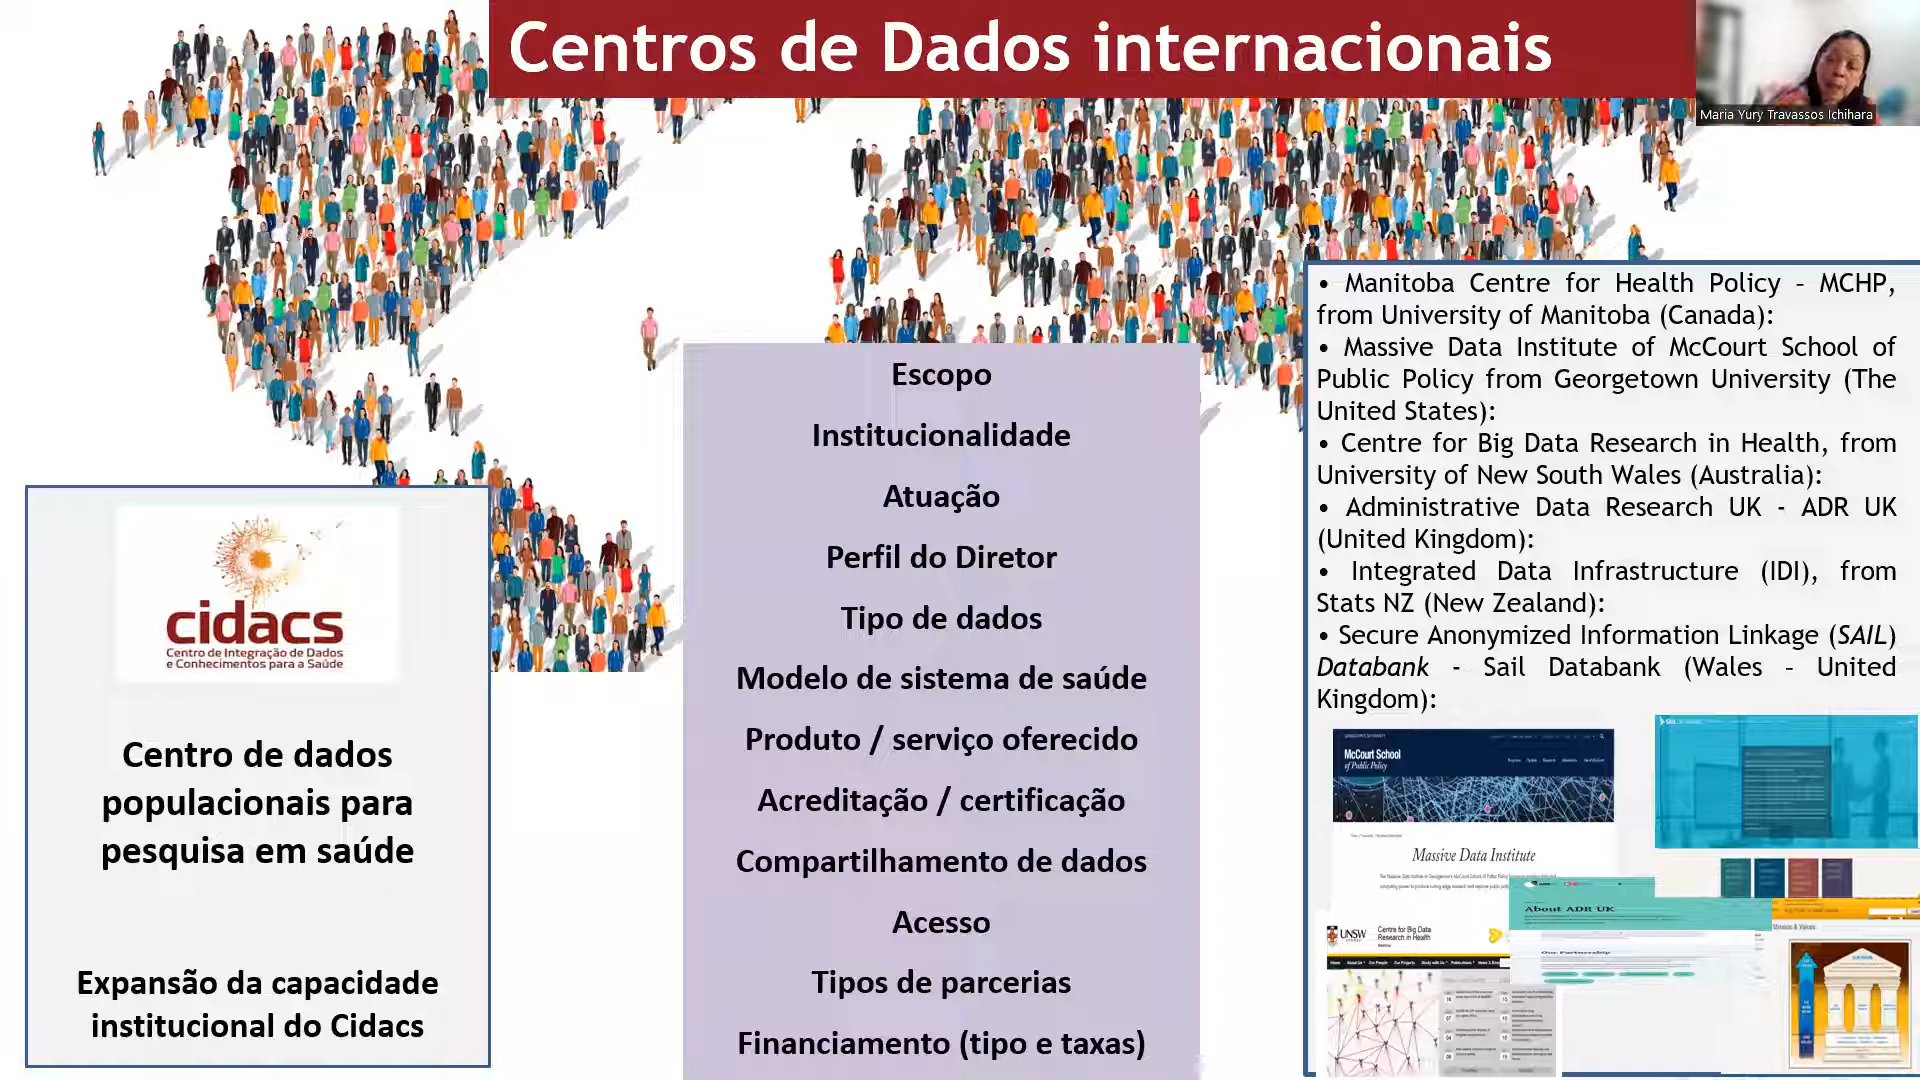 Centros de Dados internacionais
Maria Yury Travassos Ichihara
cidacs
Centro de Integração de Dados
e Conhecimentos para a Saúde
Centro de dados
populacionais para
pesquisa em saúde
Expansão da capacidade
institucional do Cidacs
Escopo
Institucionalidade
Atuação
Perfil do Diretor
Tipo de dados
Modelo de sistema de saúde
Produto / serviço oferecido
Acreditação / certificação
Compartilhamento de dados
Acesso
Tipos de parcerias
Financiamento (tipo e taxas)
• Manitoba Centre for Health Policy – MCHP,
from University of Manitoba (Canada):
• Massive Data Institute of McCourt School of
Public Policy from Georgetown University (The
United States):
• Centre for Big Data Research in Health, from
University of New South Wales (Australia):
• Administrative Data Research UK - ADR UK
(United Kingdom):
• Integrated Data Infrastructure (IDI), from
Stats NZ (New Zealand):
• Secure Anonymized Information Linkage (SAIL)
Databank - Sail Databank (Wales – United
Kingdom):
McCourt School
of Public Policy
Massive Data Institute
About ADR UK
Our Partnership
UNSW
Centre for Big Data
Research in Health
Mission & Values